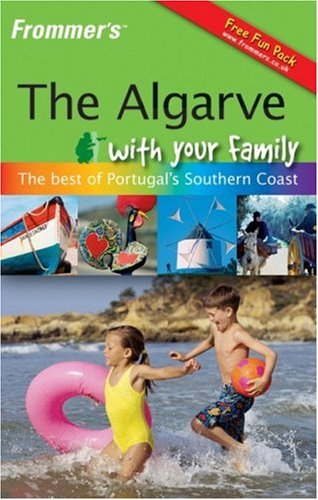 Frommer's™
Free Fun Pack
www.frommers.co.uk
The Algarve
with your family
The best of Portugal's Southern Coast